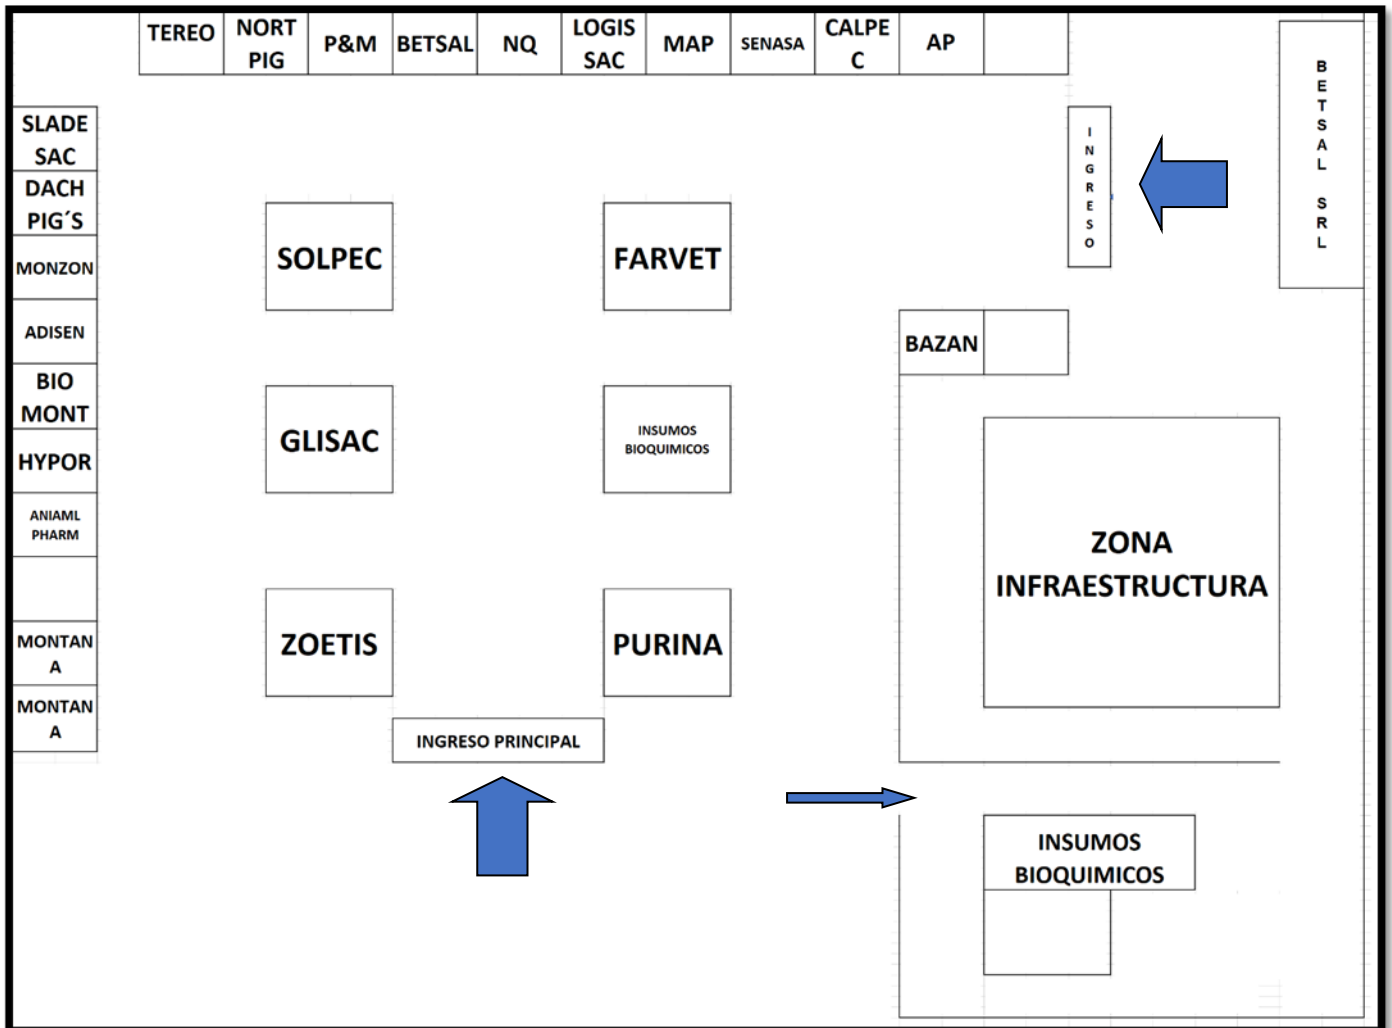 TEREO
NORT
PIG
P&M
BETSAL
NQ
LOGIS
SAC
MAP
SENASA
CALPE
C
AP
BETSAL SRL
INGRESO
SLADE
SAC
DACH
PIG´S
MONZON
ADISEN
BIO
MONT
HYPOR
ANIAML
PHARM
MONTAN
A
MONTAN
A
SOLPEC
FARVET
BAZAN
GLISAC
INSUMOS
BIOQUIMICOS
ZONA
INFRAESTRUCTURA
ZOETIS
PURINA
INGRESO PRINCIPAL
INSUMOS
BIOQUIMICOS